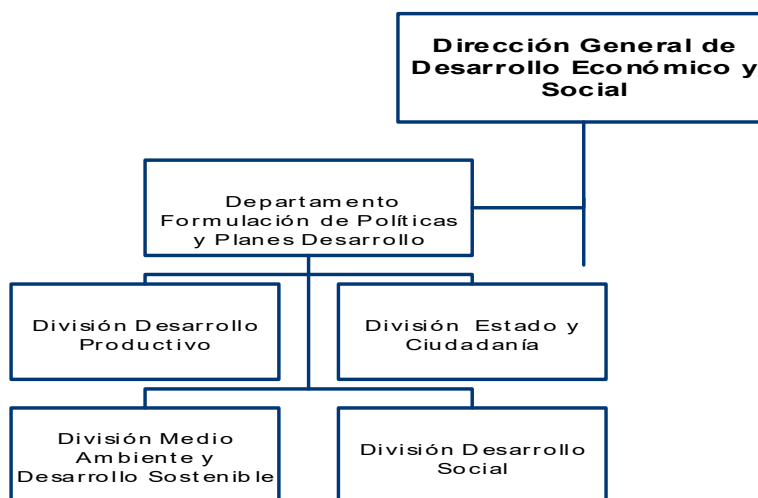 Dirección General de
Desarrollo Económico y
Social
Departamento
Formulación de Políticas
y Planes Desarrollo
División Desarrollo
Productivo
División Estado y
Ciudadanía
División Medio
Ambiente y
Desarrollo Sostenible
División Desarrollo
Social